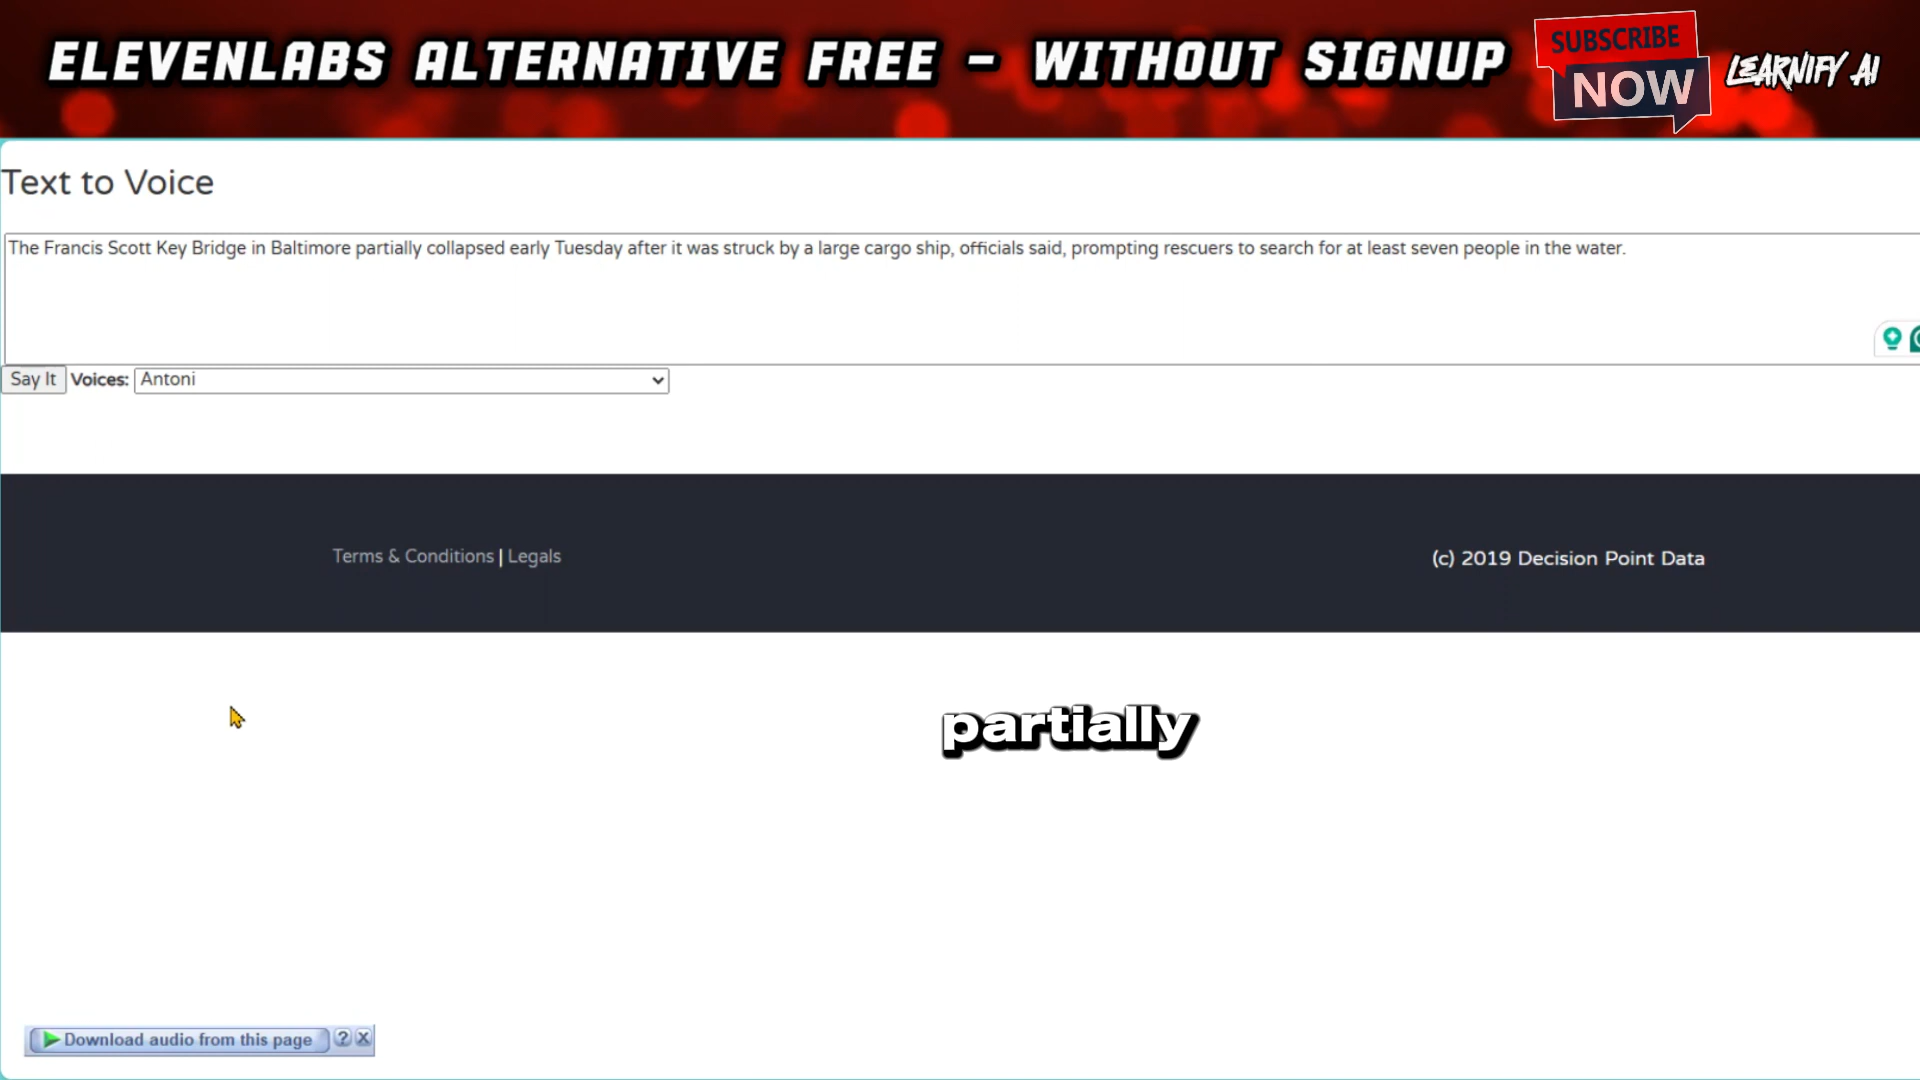 ELEVENLABS ALTERNATIVE FREE - WITHOUT SIGNUP
SUBSCRIBE
NOW
LEARNIFY AI
Text to Voice
The Francis Scott Key Bridge in Baltimore partially collapsed early Tuesday after it was struck by a large cargo ship, officials said, prompting rescuers to search for at least seven people in the water.
Say It Voices: Antoni
Terms & Conditions | Legals
(c) 2019 Decision Point Data
partially
Download audio from this page ? X